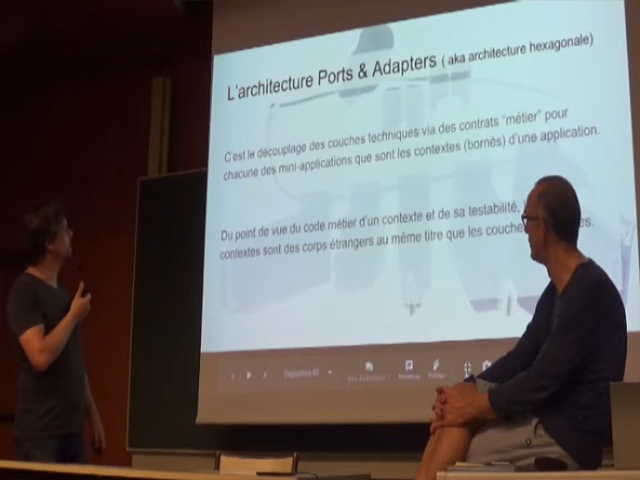 L'architecture Ports & Adapters ( aka architecture hexagonale)
C'est le découplage des couches techniques via des contrats "métier" pour
chacune des mini-applications que sont les contextes (bornés) d'une application.
Du point de vue du code métier d'un contexte et de sa testabilité,
contextes sont des corps étrangers au même titre que les
Diapositive